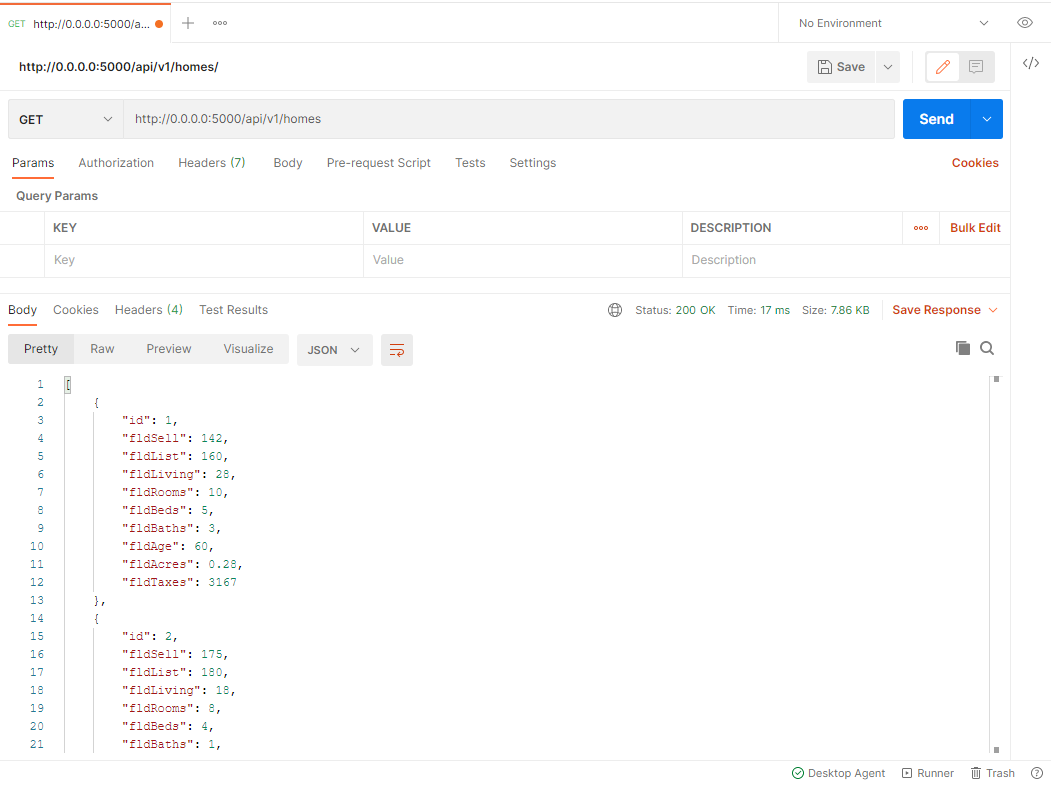 GET http://0.0.0.0:5000/a... No Environment
http://0.0.0.0:5000/api/v1/homes/ Save
GET http://0.0.0.0:5000/api/v1/homes Send
Params Authorization Headers (7) Body Pre-request Script Tests Settings Cookies
Query Params
KEY VALUE DESCRIPTION Bulk Edit
Key Value Description
Body Cookies Headers (4) Test Results Status: 200 OK Time: 17 ms Size: 7.86 KB Save Response
Pretty Raw Preview Visualize JSON
1 [
2 {
3 "id": 1,
4 "fldSell": 142,
5 "fldList": 160,
6 "fldLiving": 28,
7 "fldRooms": 10,
8 "fldBeds": 5,
9 "fldBaths": 3,
10 "fldAge": 60,
11 "fldAcres": 0.28,
12 "fldTaxes": 3167
13 },
14 {
15 "id": 2,
16 "fldSell": 175,
17 "fldList": 180,
18 "fldLiving": 18,
19 "fldRooms": 8,
20 "fldBeds": 4,
21 "fldBaths": 1,
Desktop Agent Runner Trash